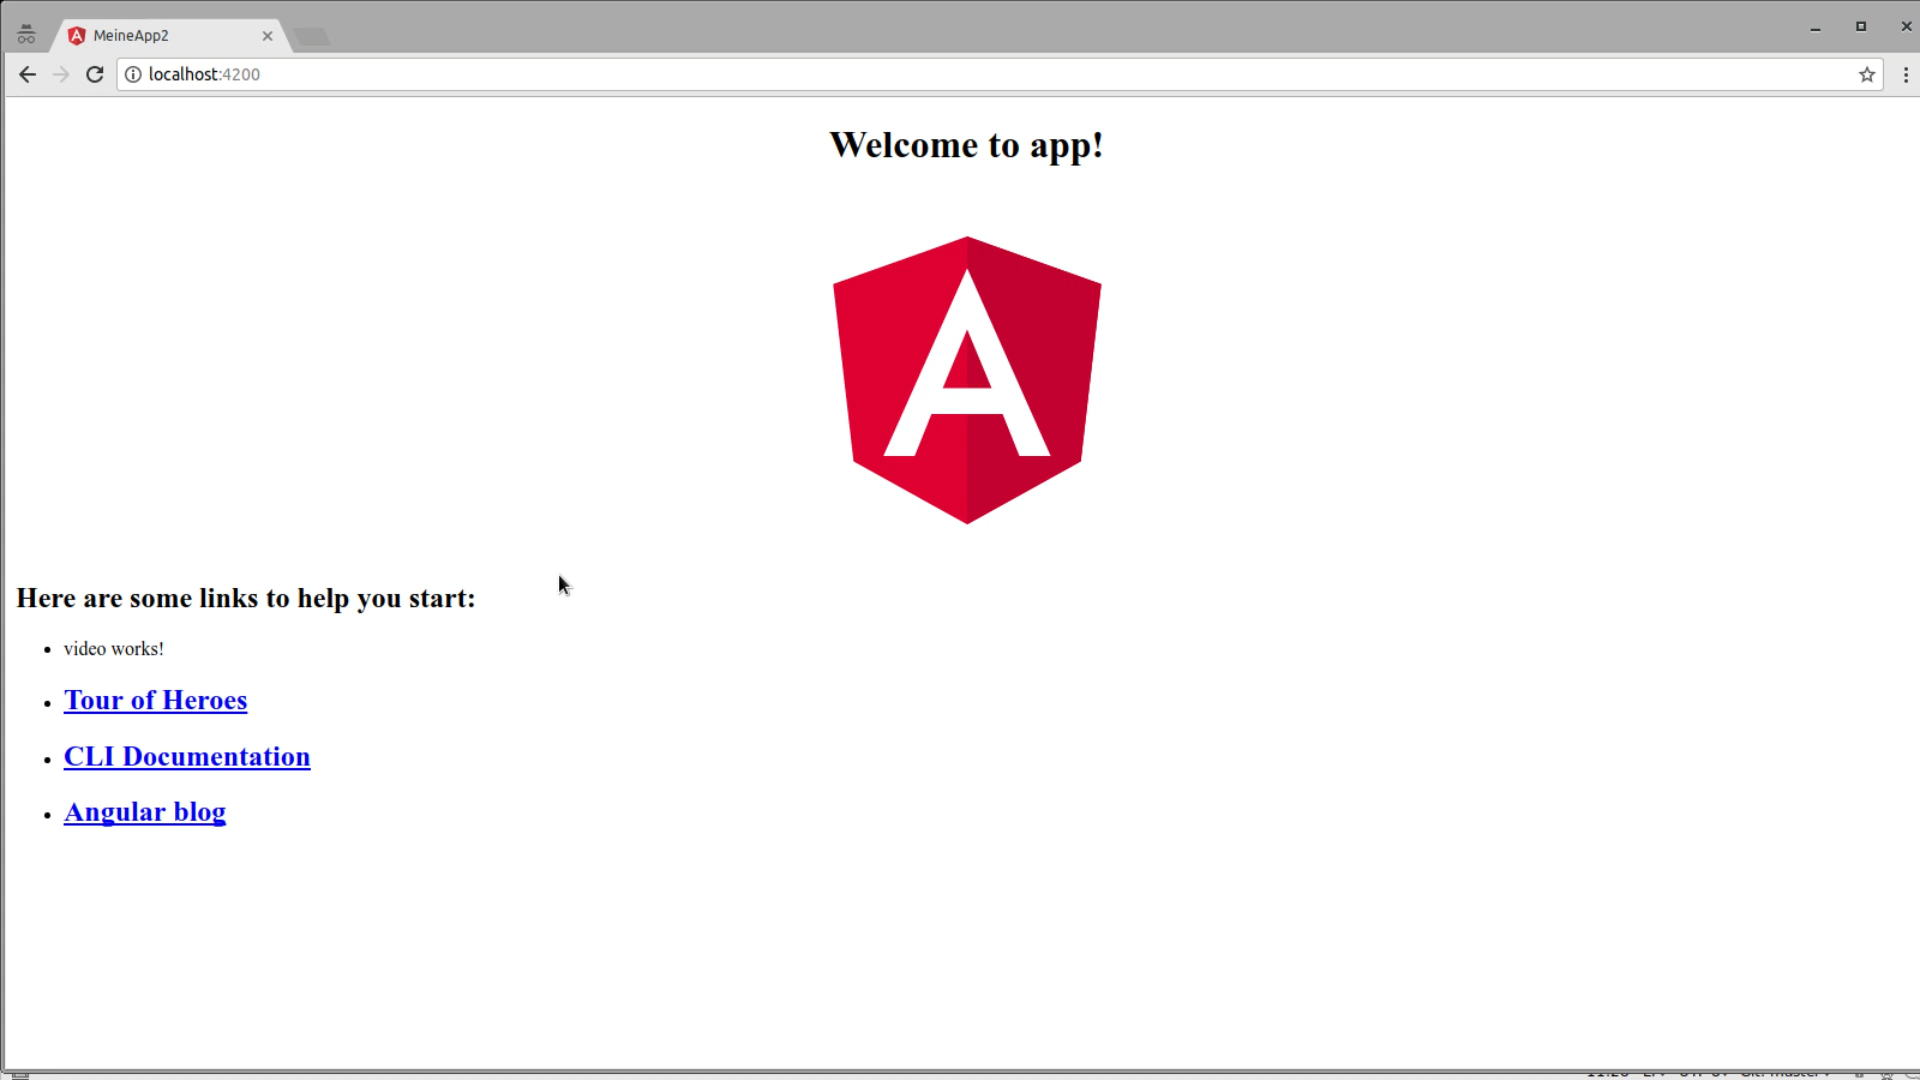 MeineApp2
localhost:4200
Welcome to app!
A
Here are some links to help you start:
video works!
Tour of Heroes
CLI Documentation
Angular blog